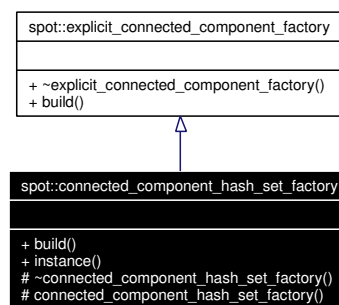 spot::explicit_connected_component_factory
+ ~explicit_connected_component_factory()
+ build()
spot::connected_component_hash_set_factory
+ build()
+ instance()
# ~connected_component_hash_set_factory()
# connected_component_hash_set_factory()